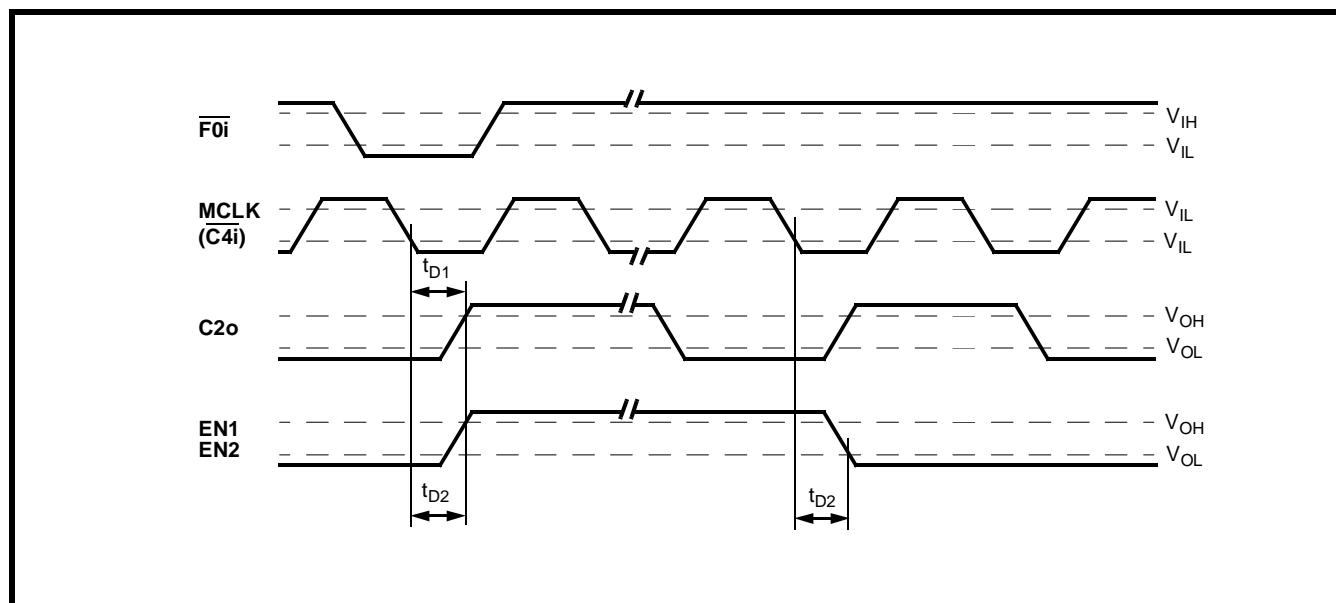 F0i
V_IH
V_IL
MCLK
(C4i)
V_IL
V_IL
t_D1
C2o
V_OH
V_OL
EN1
EN2
V_OH
V_OL
t_D2
t_D2